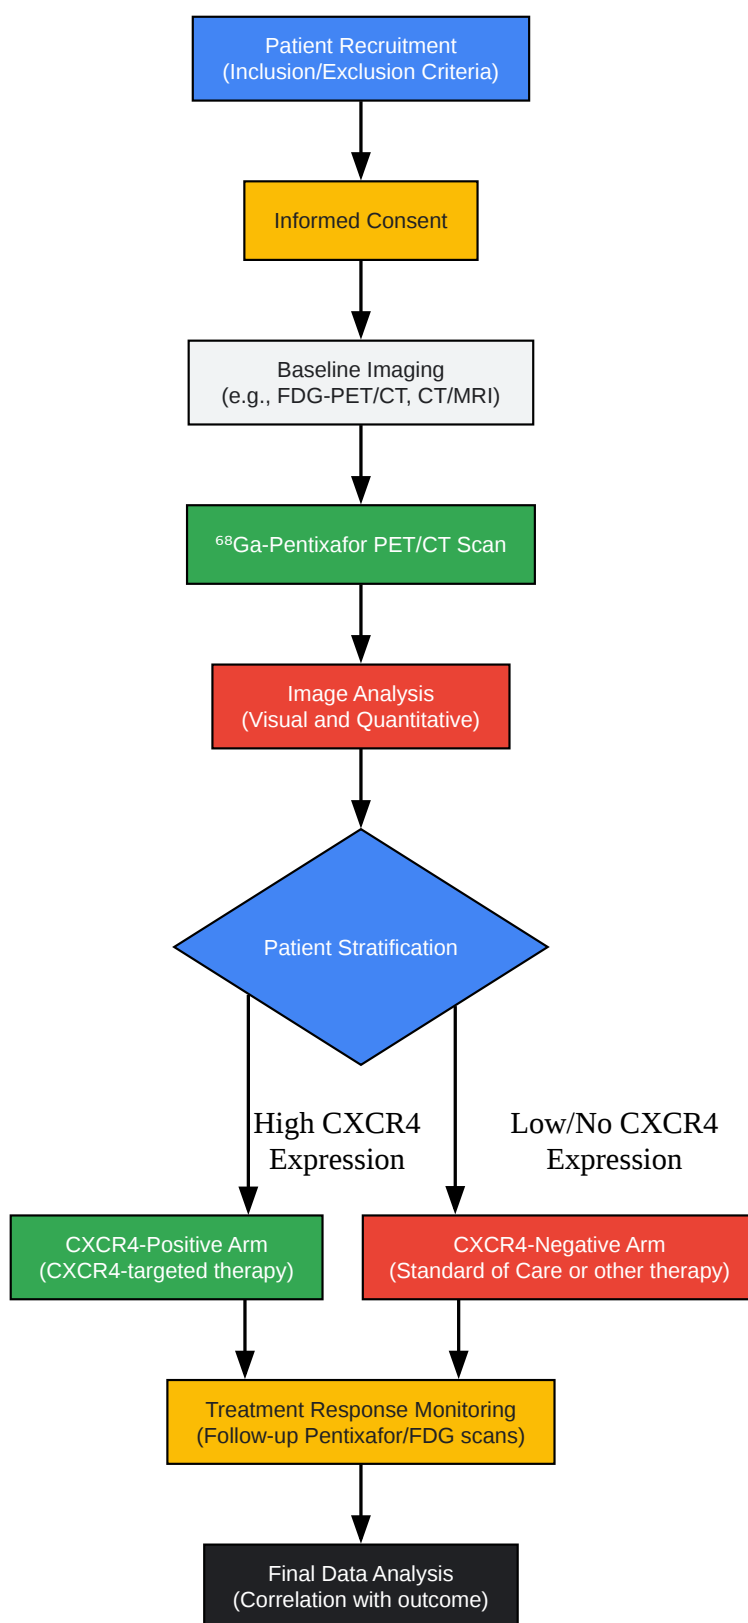 Patient Recruitment
(Inclusion/Exclusion Criteria)
Informed Consent
Baseline Imaging
(e.g., FDG-PET/CT, CT/MRI)
⁶⁸Ga-Pentixafor PET/CT Scan
Image Analysis
(Visual and Quantitative)
Patient Stratification
High CXCR4
Expression
Low/No CXCR4
Expression
CXCR4-Positive Arm
(CXCR4-targeted therapy)
CXCR4-Negative Arm
(Standard of Care or other therapy)
Treatment Response Monitoring
(Follow-up Pentixafor/FDG scans)
Final Data Analysis
(Correlation with outcome)